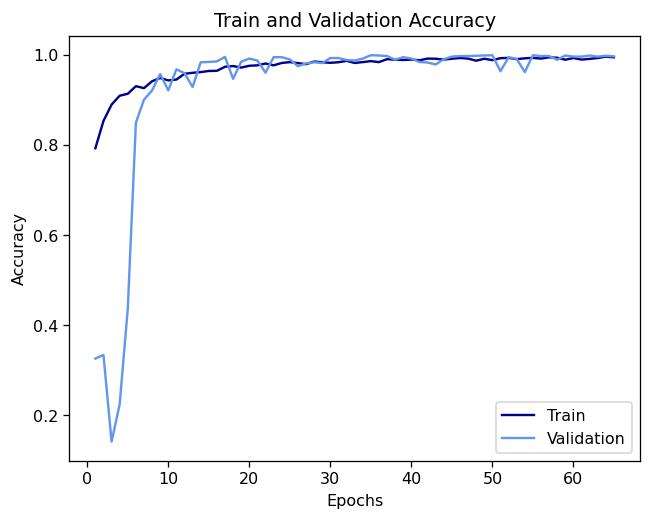 Train and Validation Accuracy
1.0
0.8
0.6
0.4
0.2
Accuracy
0 10 20 30 40 50 60
Epochs
Train
Validation